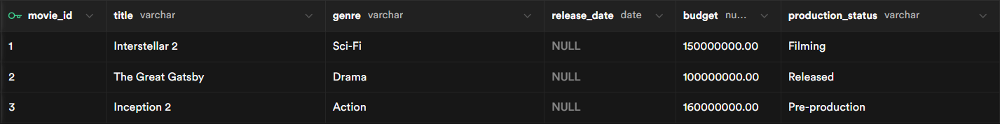 movie_id title varchar genre varchar release_date date budget nu... production_status varchar
1 Interstellar 2 Sci-Fi NULL 150000000.00 Filming
2 The Great Gatsby Drama NULL 100000000.00 Released
3 Inception 2 Action NULL 160000000.00 Pre-production